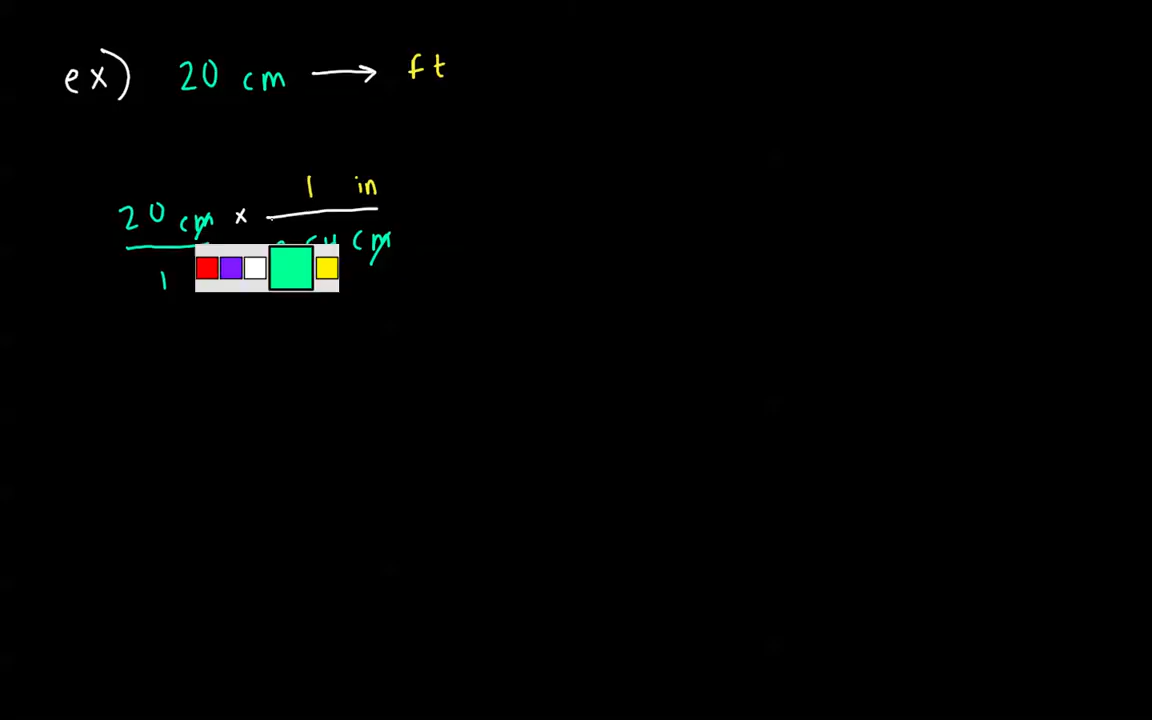 ex) 20 cm → ft
20 cm × 1 in
cm
1